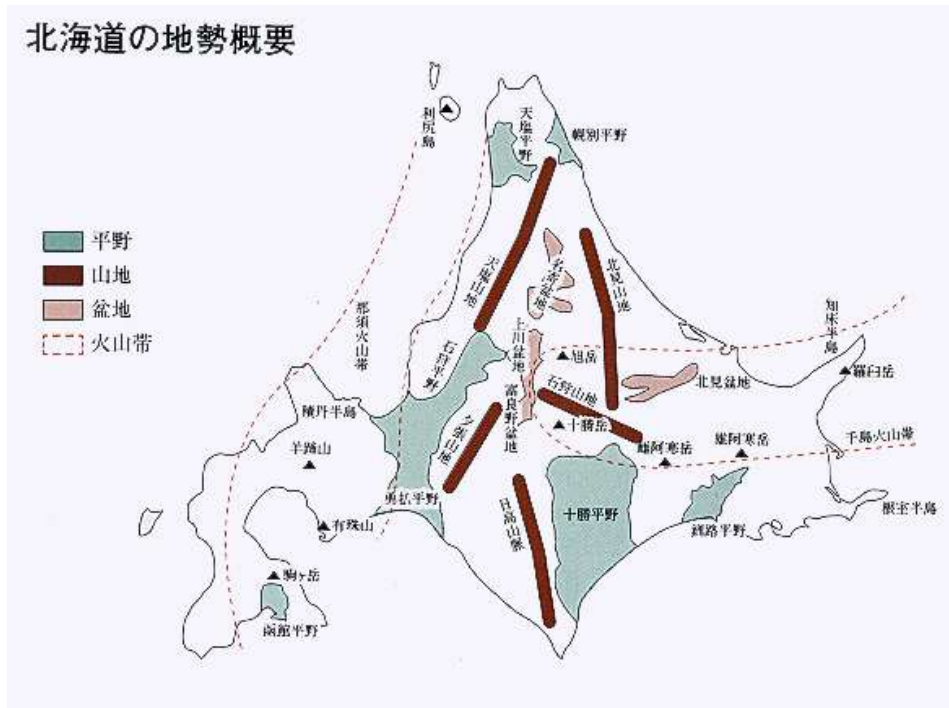 北海道の地勢概要
利尻島
天塩平野
幌別平野
平野
山地
盆地
火山帯
天塩山地
名寄盆地
北見山地
那須火山帯
知床半島
石狩平野
上川盆地
旭岳
羅臼岳
北見盆地
石狩山地
積丹半島
富良野盆地
夕張山地
十勝岳
千島火山帯
羊蹄山
雌阿寒岳
雄阿寒岳
勇払平野
根室半島
日高山脈
十勝平野
有珠山
釧路平野
駒ヶ岳
函館平野